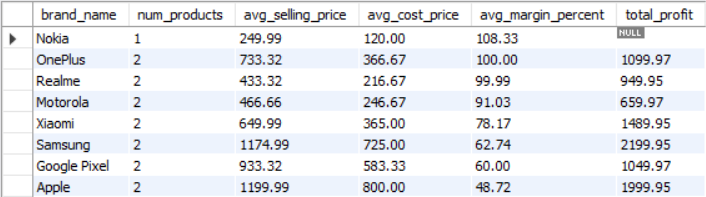 brand_name num_products avg_selling_price avg_cost_price avg_margin_percent total_profit
Nokia 1 249.99 120.00 108.33 NULL
OnePlus 2 733.32 366.67 100.00 1099.97
Realme 2 433.32 216.67 99.99 949.95
Motorola 2 466.66 246.67 91.03 659.97
Xiaomi 2 649.99 365.00 78.17 1489.95
Samsung 2 1174.99 725.00 62.74 2199.95
Google Pixel 2 933.32 583.33 60.00 1049.97
Apple 2 1199.99 800.00 48.72 1999.95